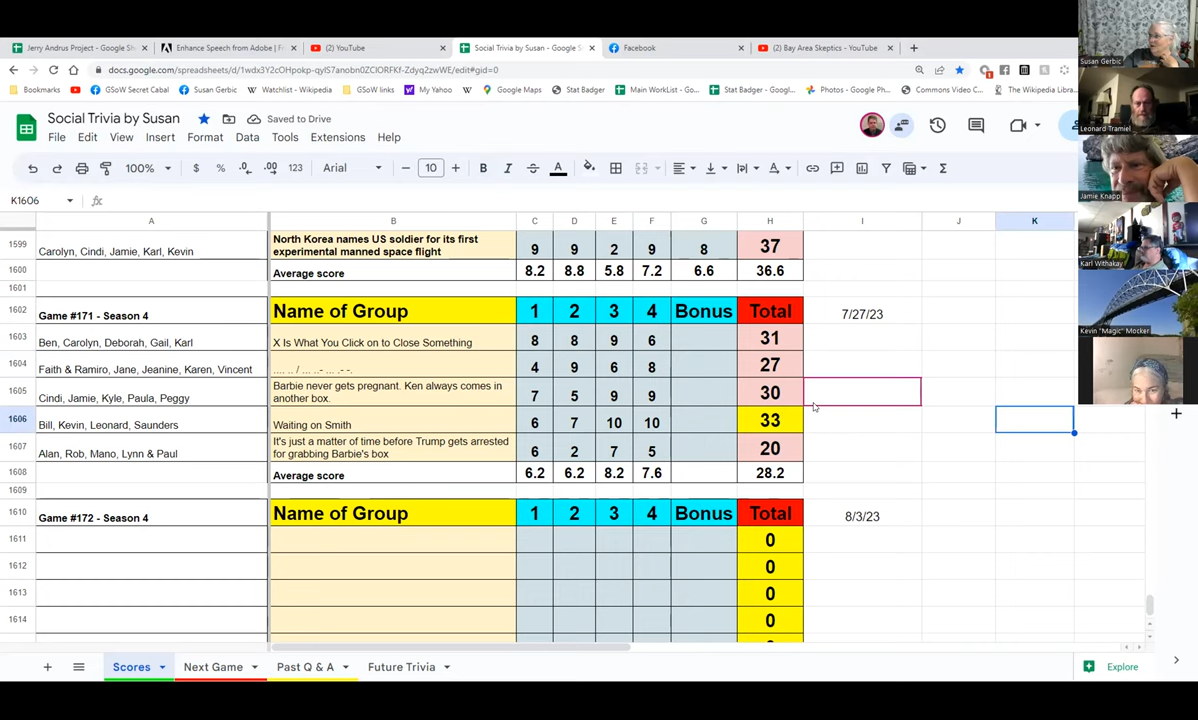 Jerry Andrus Project - Google Sh
Enhance Speech from Adobe | F
(2) YouTube
Social Trivia by Susan - Google S
Facebook
(2) Bay Area Skeptics - YouTube
docs.google.com/spreadsheets/d/1wdx3Y2cOHpokp-qyIS7anobn0ZCIORFKf-Zdyq2zwWE/edit#gid=0
Bookmarks
GSoW Secret Cabal
Susan Gerbic
Watchlist - Wikipedia
GSoW links
My Yahoo
Google Maps
Stat Badger
Main WorkList - Go...
Stat Badger - Googl...
Photos - Google Ph...
Commons Video C...
The Wikipedia Libra...
Social Trivia by Susan
Saved to Drive
File Edit View Insert Format Data Tools Extensions Help
100% $ % .0 .00 123 Arial 10 B I A
K1606 fx
A B C D E F G H I J K
1599 Carolyn, Cindi, Jamie, Karl, Kevin North Korea names US soldier for its first 9 9 2 9 8 37
experimental manned space flight
1600 Average score 8.2 8.8 5.8 7.2 6.6 36.6
1601
1602 Game #171 - Season 4 Name of Group 1 2 3 4 Bonus Total 7/27/23
1603 Ben, Carolyn, Deborah, Gail, Karl X Is What You Click on to Close Something 8 8 9 6 31
1604 Faith & Ramiro, Jane, Jeanine, Karen, Vincent .... .. / ... .-.. .- -. 4 9 6 8 27
1605 Cindi, Jamie, Kyle, Paula, Peggy Barbie never gets pregnant. Ken always comes in 7 5 9 9 30
another box.
1606 Bill, Kevin, Leonard, Saunders Waiting on Smith 6 7 10 10 33
1607 Alan, Rob, Mano, Lynn & Paul It's just a matter of time before Trump gets arrested 6 2 7 5 20
for grabbing Barbie's box
1608 Average score 6.2 6.2 8.2 7.6 28.2
1609
1610 Game #172 - Season 4 Name of Group 1 2 3 4 Bonus Total 8/3/23
1611 0
1612 0
1613 0
1614 0
Scores Next Game Past Q & A Future Trivia
Explore
Susan Gerbic
Leonard Tramiel
Jamie Knapp
Karl Withakay
Kevin "Magic" Mocker